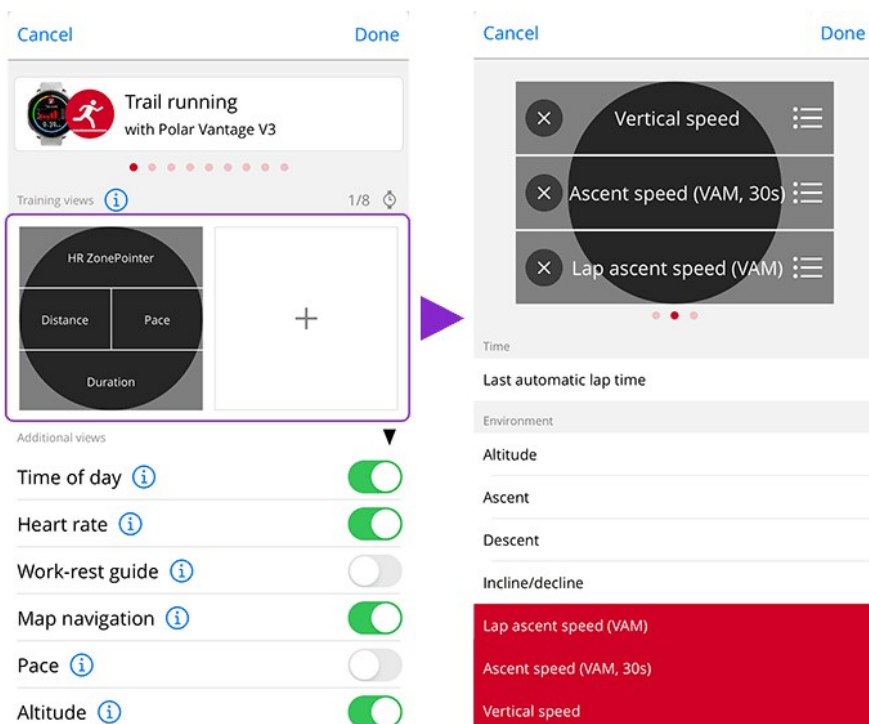 Cancel
Done
Trail running
with Polar Vantage V3
Training views
1/8
HR ZonePointer
Distance
Pace
Duration
Additional views
Time of day
Heart rate
Work-rest guide
Map navigation
Pace
Altitude
Cancel
Done
Vertical speed
Ascent speed (VAM, 30s)
Lap ascent speed (VAM)
Time
Last automatic lap time
Environment
Altitude
Ascent
Descent
Incline/decline
Lap ascent speed (VAM)
Ascent speed (VAM, 30s)
Vertical speed